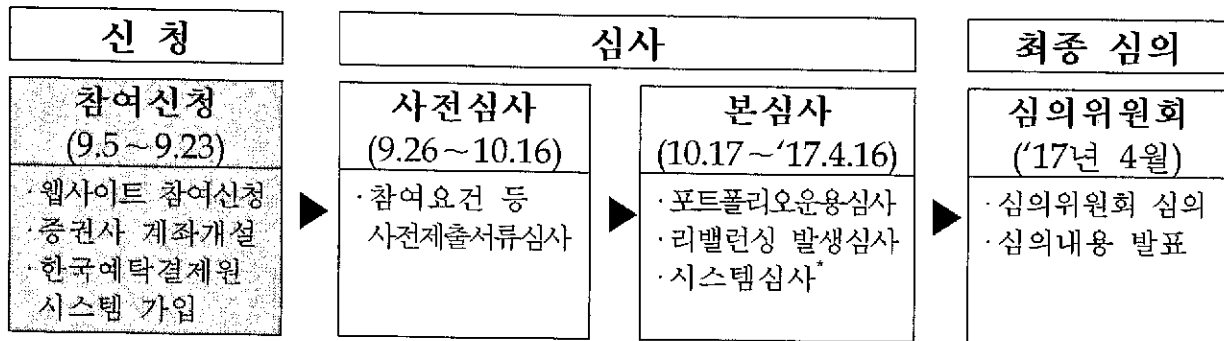 신 청
심사
최종 심의
참여신청
(9.5～9.23)
·웹사이트 참여신청
·증권사 계좌개설
·한국예탁결제원
시스템 가입
▶
사전심사
(9.26～10.16)
·참여요건 등
사전제출서류심사
▶
본심사
(10.17～'17.4.16)
·포트폴리오운용심사
·리밸런싱 발생심사
·시스템심사*
▶
심의위원회
('17년 4월)
·심의위원회 심의
·심의내용 발표